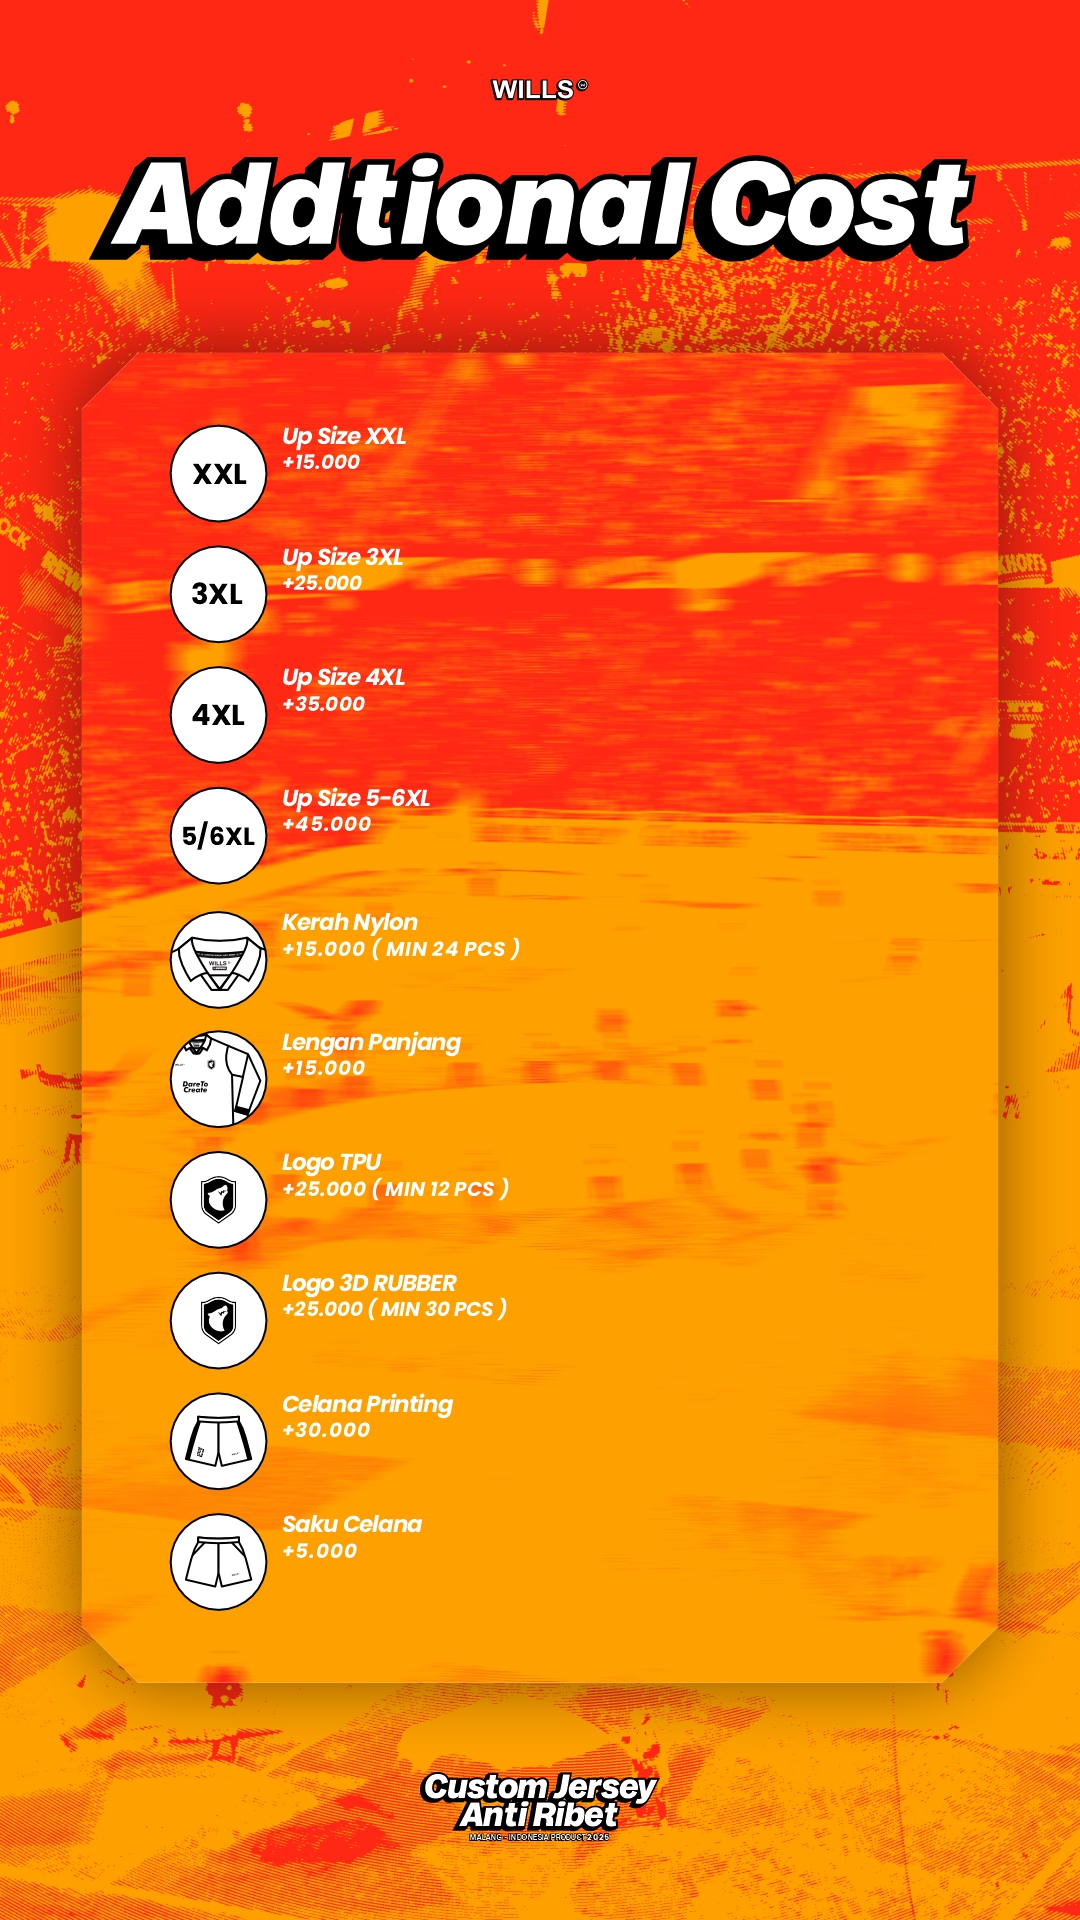 WILLS
Addtional Cost
XXL
Up Size XXL
+15.000
3XL
Up Size 3XL
+25.000
4XL
Up Size 4XL
+35.000
5/6XL
Up Size 5-6XL
+45.000
WILLS
Kerah Nylon
+15.000 ( MIN 24 PCS )
DareTo
Create
Lengan Panjang
+15.000
Logo TPU
+25.000 ( MIN 12 PCS )
Logo 3D RUBBER
+25.000 ( MIN 30 PCS )
Celana Printing
+30.000
Saku Celana
+5.000
Custom Jersey
Anti Ribet
MALANG - INDONESIA PRODUCT 2025